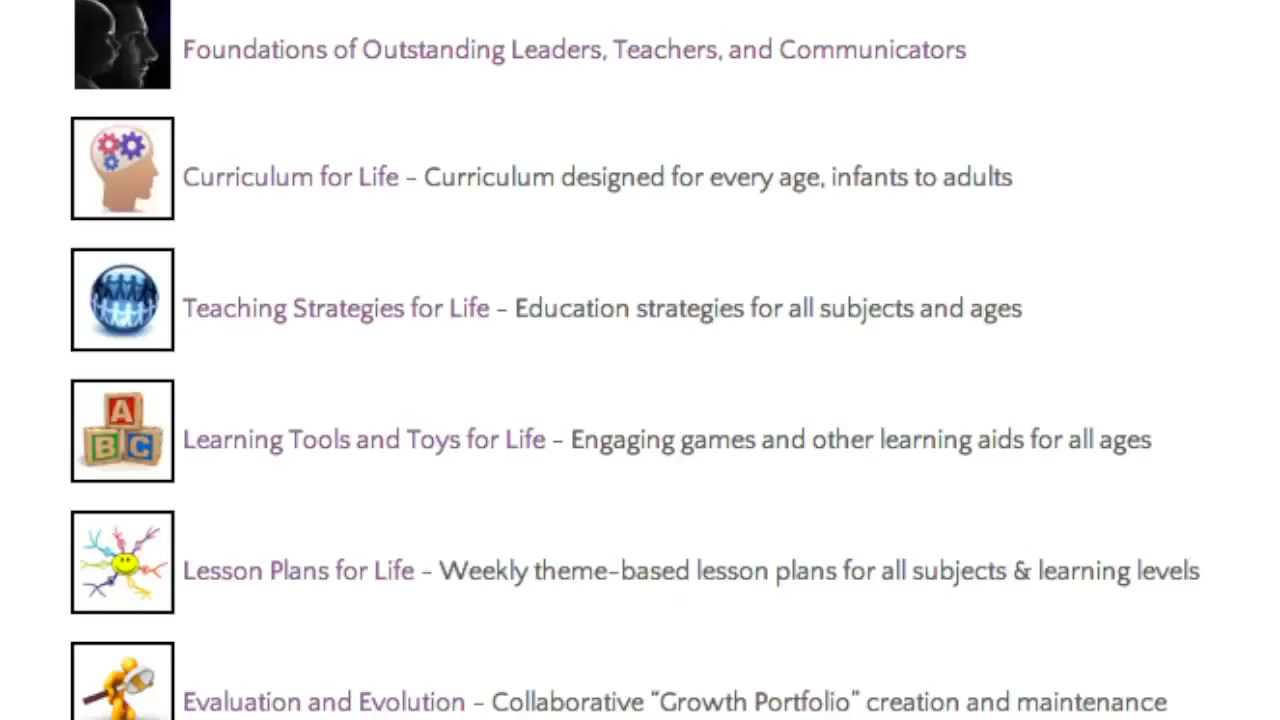 Foundations of Outstanding Leaders, Teachers, and Communicators
Curriculum for Life - Curriculum designed for every age, infants to adults
Teaching Strategies for Life - Education strategies for all subjects and ages
A
B C
Learning Tools and Toys for Life - Engaging games and other learning aids for all ages
Lesson Plans for Life - Weekly theme-based lesson plans for all subjects & learning levels
Evaluation and Evolution - Collaborative "Growth Portfolio" creation and maintenance